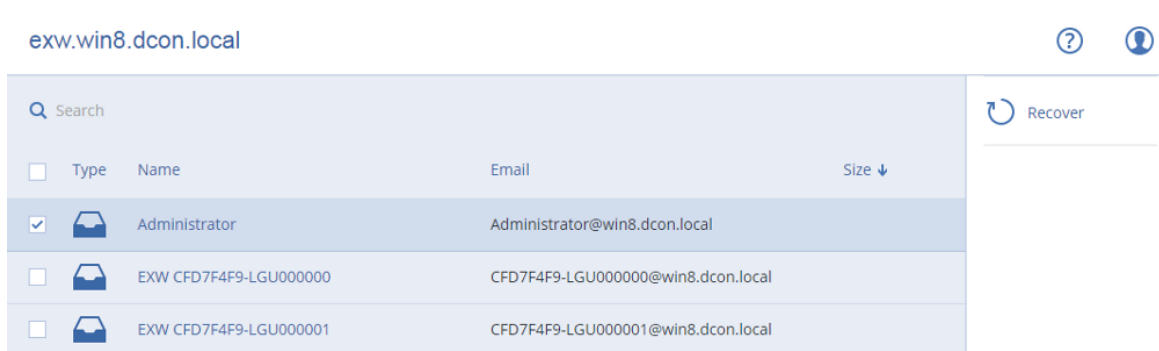 exw.win8.dcon.local
Search
Recover
Type Name Email Size
Administrator Administrator@win8.dcon.local
EXW CFD7F4F9-LGU000000 CFD7F4F9-LGU000000@win8.dcon.local
EXW CFD7F4F9-LGU000001 CFD7F4F9-LGU000001@win8.dcon.local